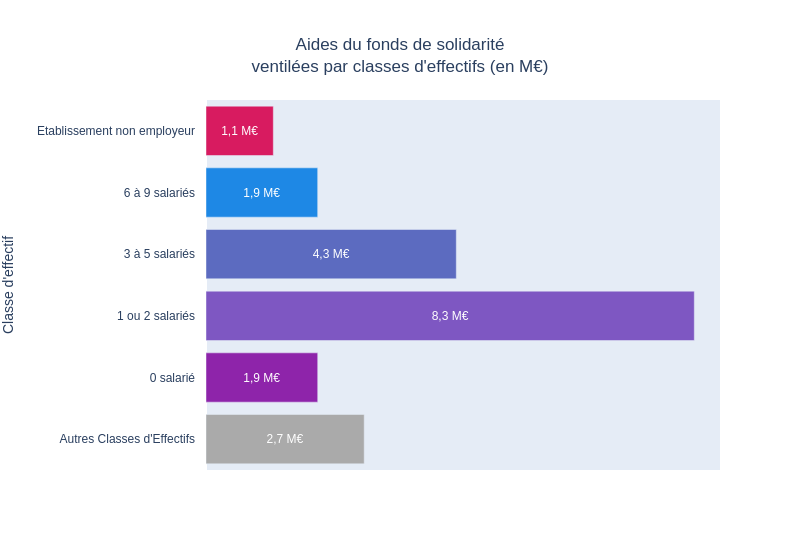 Aides du fonds de solidarité
ventilées par classes d'effectifs (en M€)
Classe d'effectif
Etablissement non employeur
1,1 M€
6 à 9 salariés
1,9 M€
3 à 5 salariés
4,3 M€
1 ou 2 salariés
8,3 M€
0 salarié
1,9 M€
Autres Classes d'Effectifs
2,7 M€